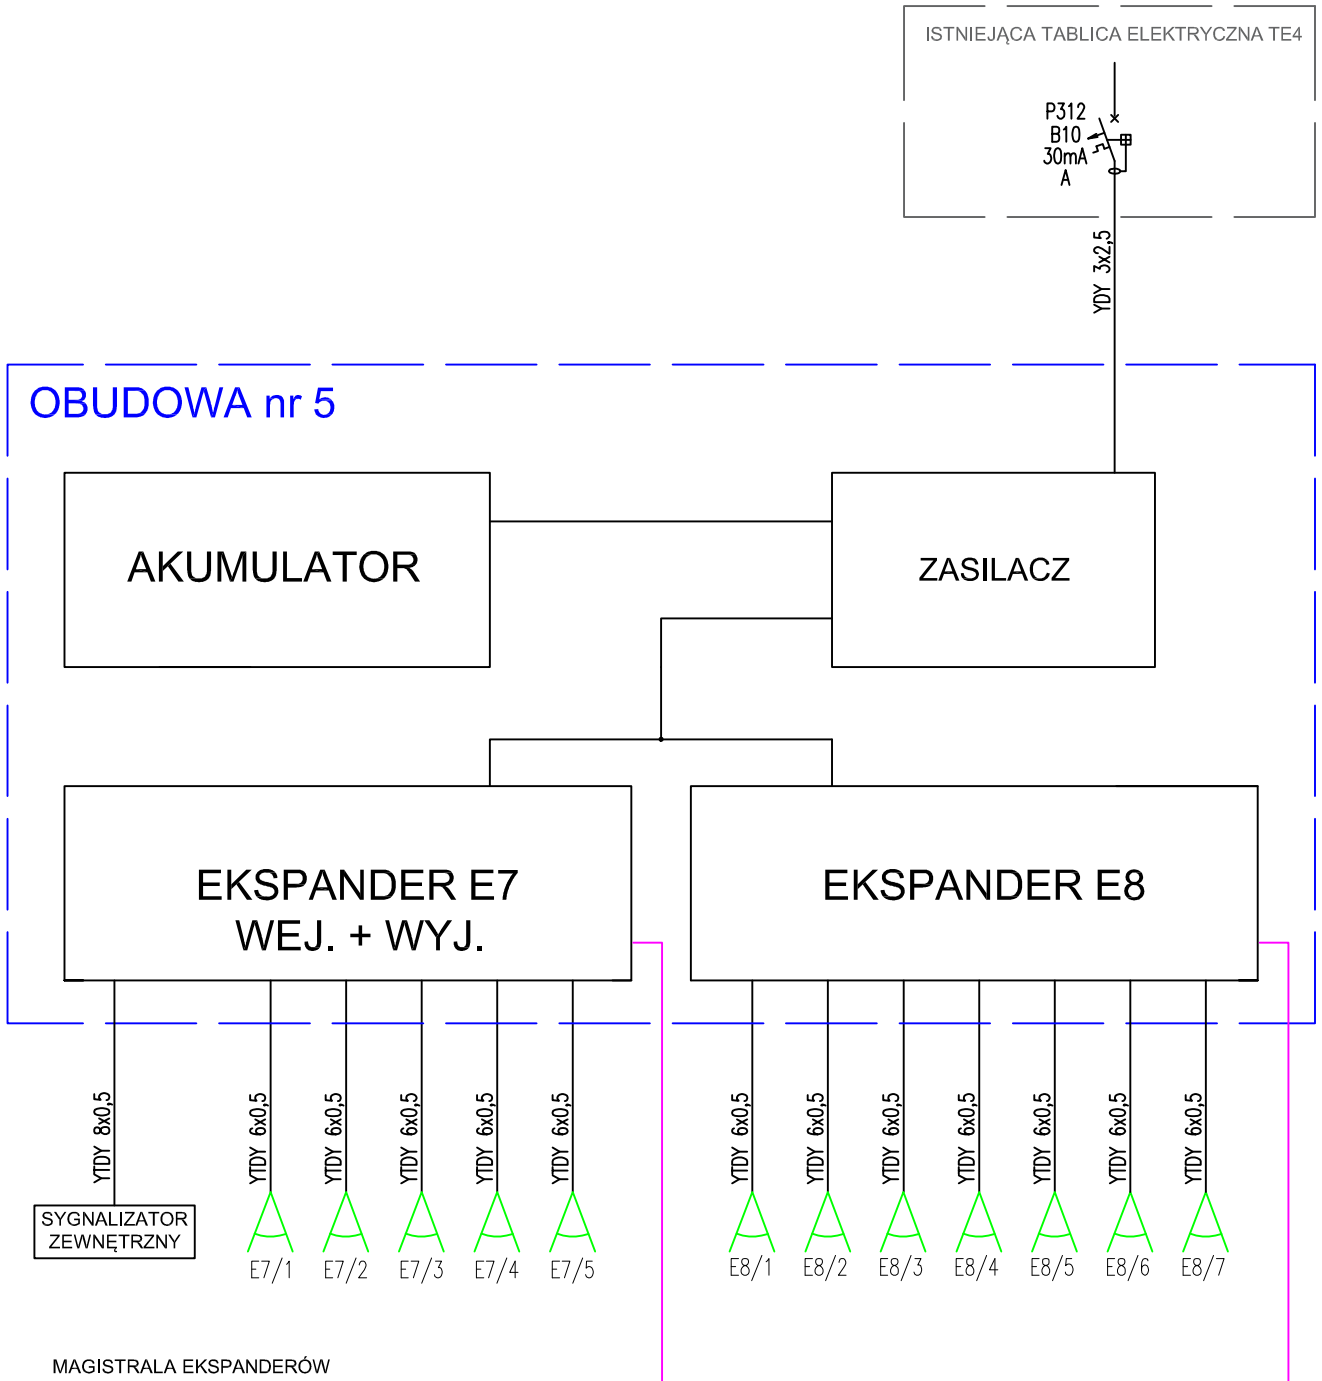 ISTNIEJĄCA TABLICA ELEKTRYCZNA TE4
P312
B10
30mA
A
YDY 3x2,5
OBUDOWA nr 5
AKUMULATOR
ZASILACZ
EKSPANDER E7
WEJ. + WYJ.
EKSPANDER E8
YTDY 8x0,5
YTDY 6x0,5
YTDY 6x0,5
YTDY 6x0,5
YTDY 6x0,5
YTDY 6x0,5
YTDY 6x0,5
YTDY 6x0,5
YTDY 6x0,5
YTDY 6x0,5
YTDY 6x0,5
YTDY 6x0,5
YTDY 6x0,5
SYGNALIZATOR
ZEWNĘTRZNY
E7/1
E7/2
E7/3
E7/4
E7/5
E8/1
E8/2
E8/3
E8/4
E8/5
E8/6
E8/7
MAGISTRALA EKSPANDERÓW